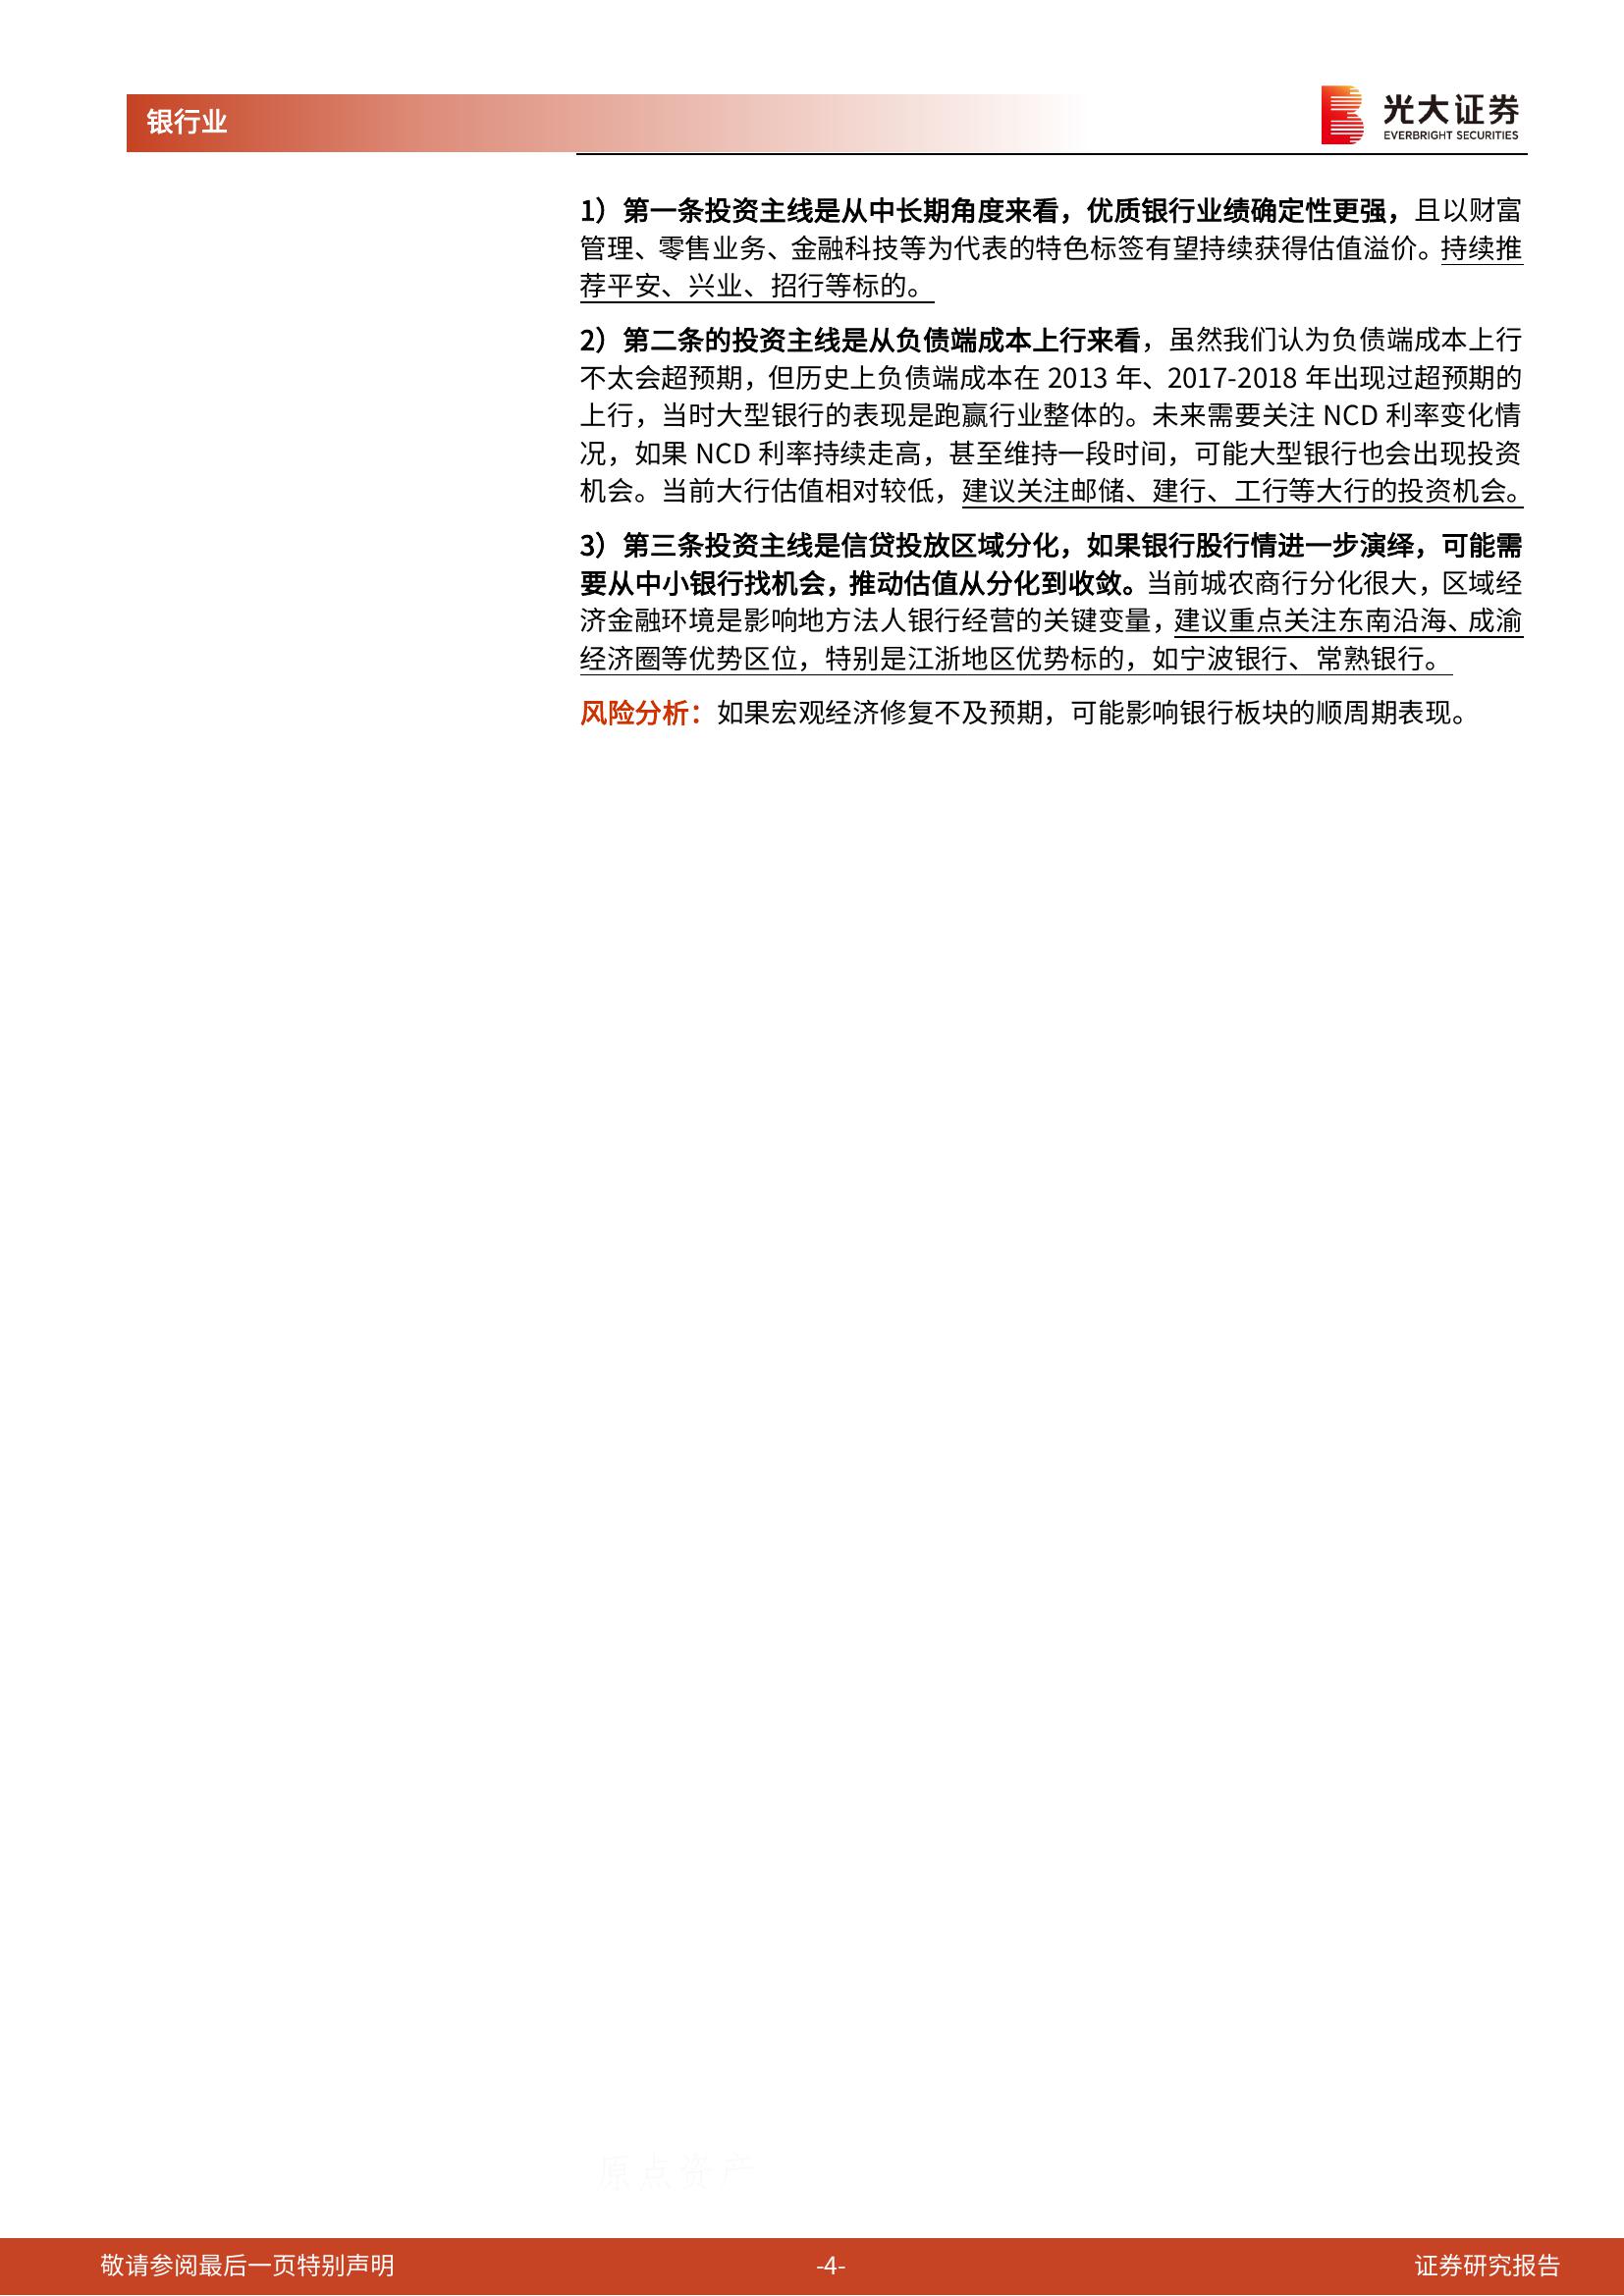 银行业
光大证券
EVERBRIGHT SECURITIES
1）第一条投资主线是从中长期角度来看，优质银行业绩确定性更强，且以财富
管理、零售业务、金融科技等为代表的特色标签有望持续获得估值溢价。持续推
荐平安、兴业、招行等标的。
2）第二条的投资主线是从负债端成本上行来看，虽然我们认为负债端成本上行
不太会超预期，但历史上负债端成本在 2013 年、2017-2018 年出现过超预期的
上行，当时大型银行的表现是跑赢行业整体的。未来需要关注 NCD 利率变化情
况，如果 NCD 利率持续走高，甚至维持一段时间，可能大型银行也会出现投资
机会。当前大行估值相对较低，建议关注邮储、建行、工行等大行的投资机会。
3）第三条投资主线是信贷投放区域分化，如果银行股行情进一步演绎，可能需
要从中小银行找机会，推动估值从分化到收敛。当前城农商行分化很大，区域经
济金融环境是影响地方法人银行经营的关键变量，建议重点关注东南沿海、成渝
经济圈等优势区位，特别是江浙地区优势标的，如宁波银行、常熟银行。
风险分析：如果宏观经济修复不及预期，可能影响银行板块的顺周期表现。
原点资产
敬请参阅最后一页特别声明
-4-
证券研究报告